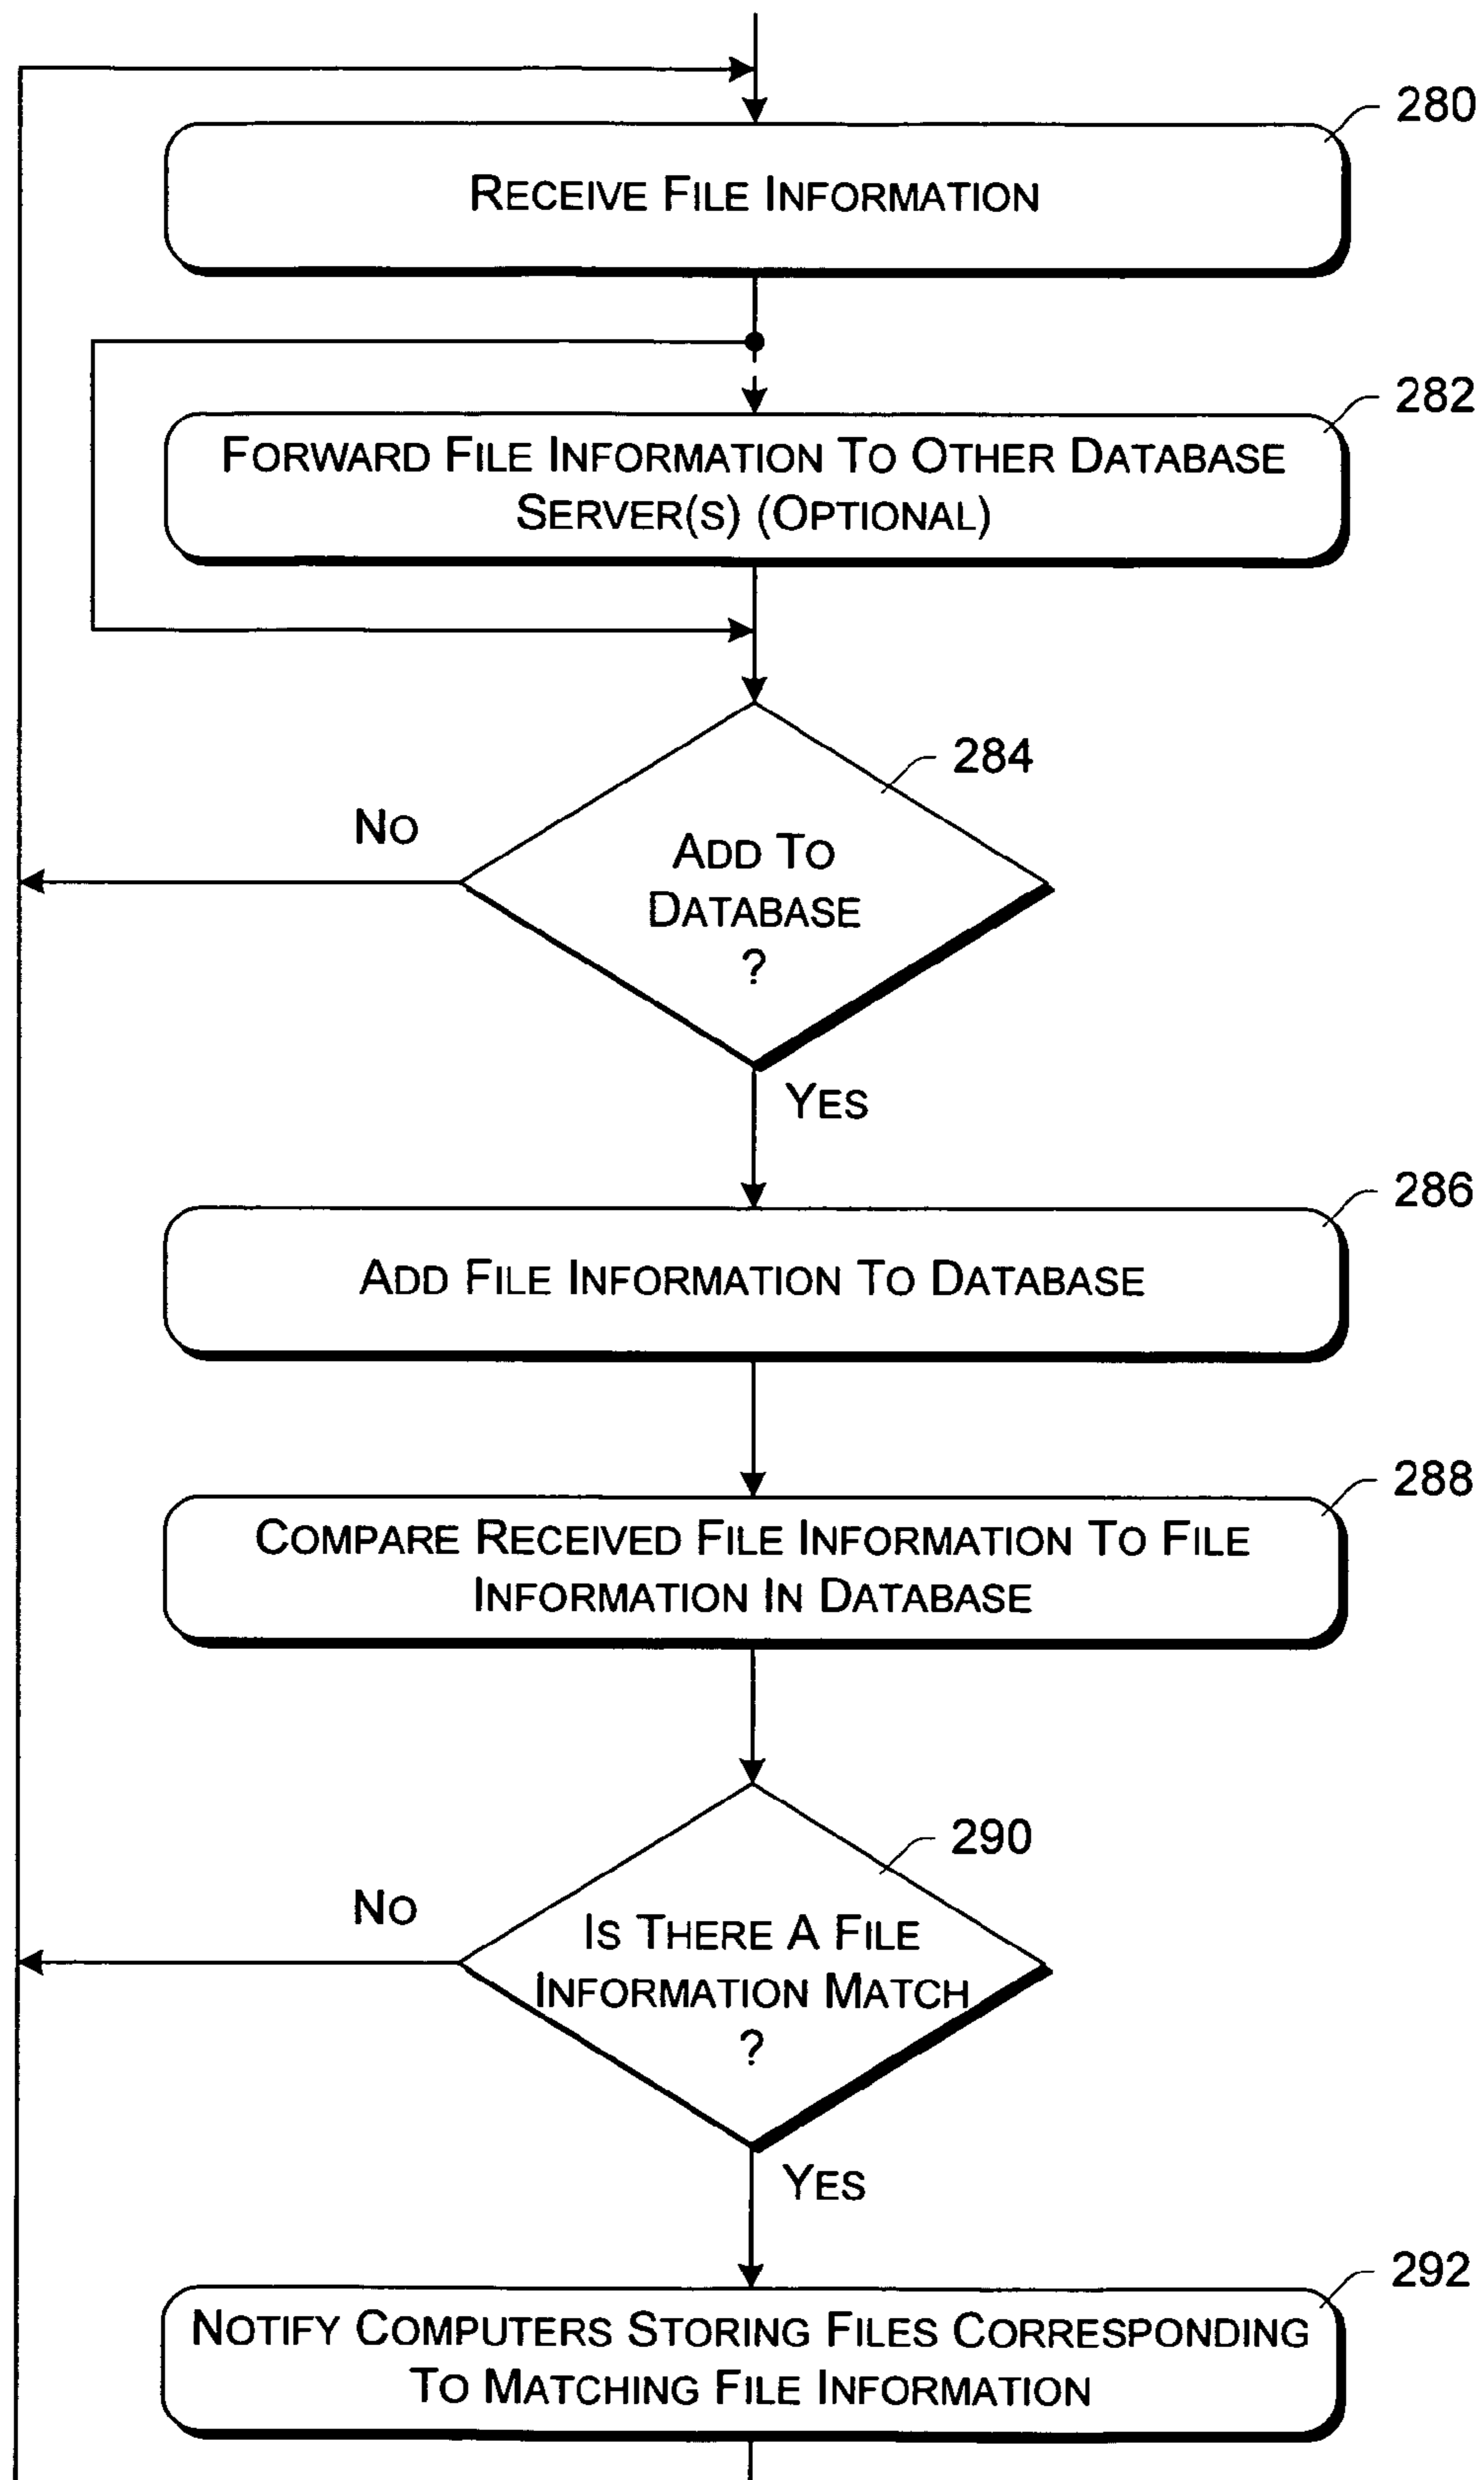 280
RECEIVE FILE INFORMATION
282
FORWARD FILE INFORMATION TO OTHER DATABASE
SERVER(S) (OPTIONAL)
284
NO
ADD TO
DATABASE
?
YES
286
ADD FILE INFORMATION TO DATABASE
288
COMPARE RECEIVED FILE INFORMATION TO FILE
INFORMATION IN DATABASE
290
NO
IS THERE A FILE
INFORMATION MATCH
?
YES
292
NOTIFY COMPUTERS STORING FILES CORRESPONDING
TO MATCHING FILE INFORMATION